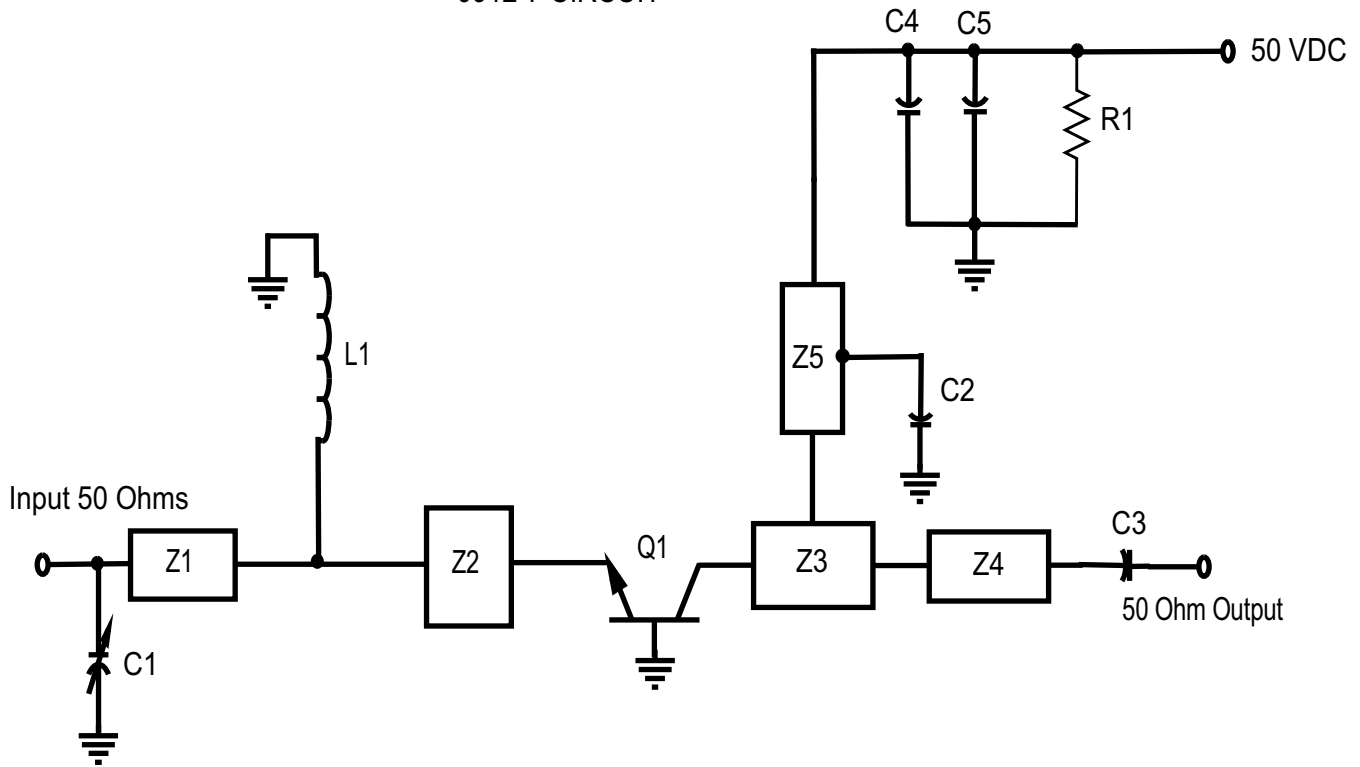 C4 C5
50 VDC
R1
L1
Z5
C2
Input 50 Ohms
Z1
Z2
Q1
Z3
Z4
C3
50 Ohm Output
C1